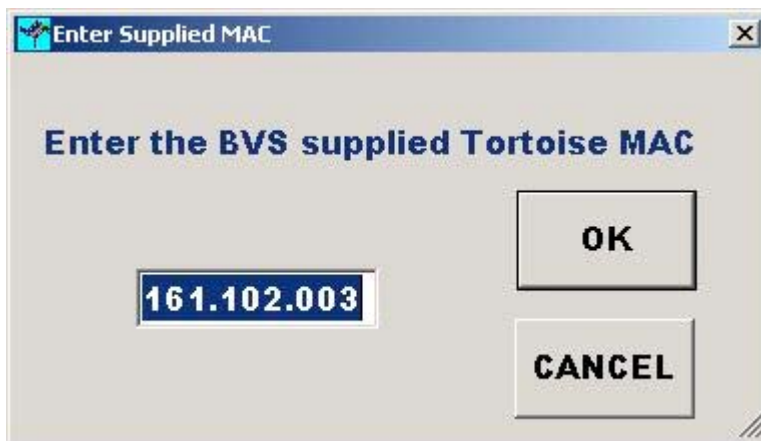 Enter Supplied MAC
Enter the BVS supplied Tortoise MAC
OK
161.102.003
CANCEL